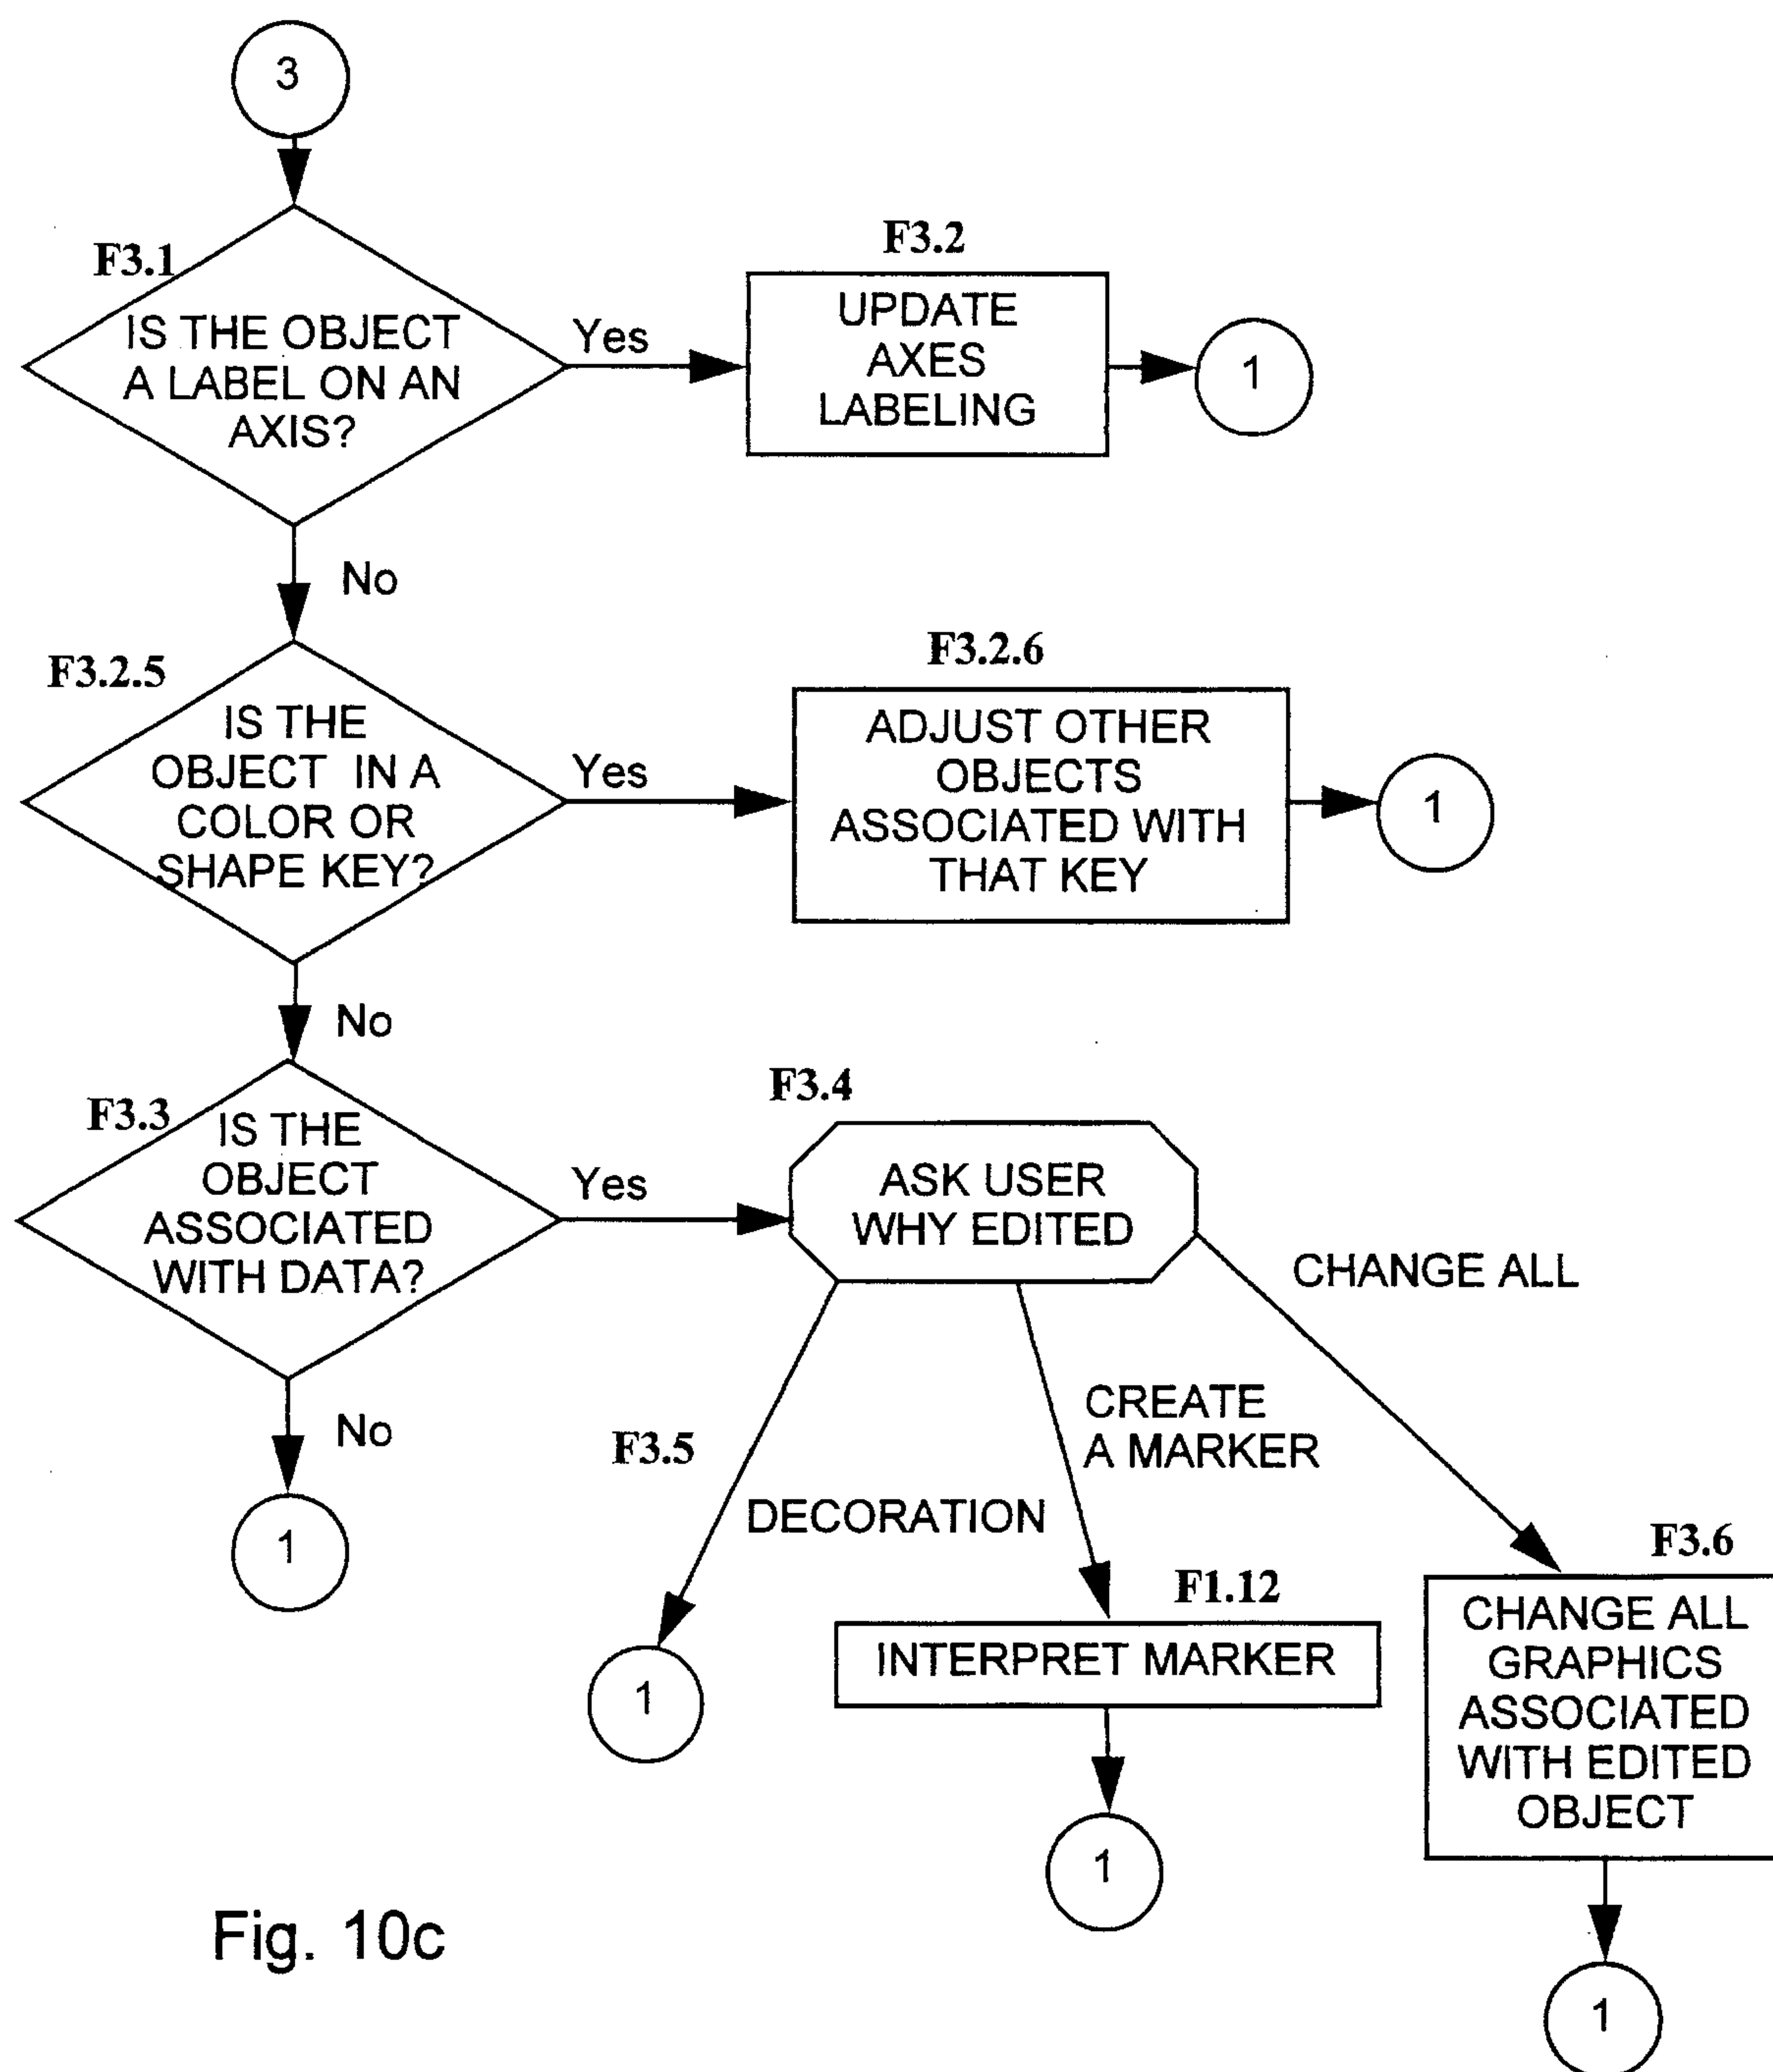 3
F3.1
IS THE OBJECT
A LABEL ON AN
AXIS?
Yes
F3.2
UPDATE
AXES
LABELING
1
No
F3.2.5
IS THE
OBJECT IN A
COLOR OR
SHAPE KEY?
Yes
F3.2.6
ADJUST OTHER
OBJECTS
ASSOCIATED WITH
THAT KEY
1
No
F3.3
IS THE
OBJECT
ASSOCIATED
WITH DATA?
Yes
F3.4
ASK USER
WHY EDITED
No
1
F3.5
DECORATION
1
CREATE
A MARKER
F1.12
INTERPRET MARKER
1
CHANGE ALL
F3.6
CHANGE ALL
GRAPHICS
ASSOCIATED
WITH EDITED
OBJECT
1
Fig. 10c